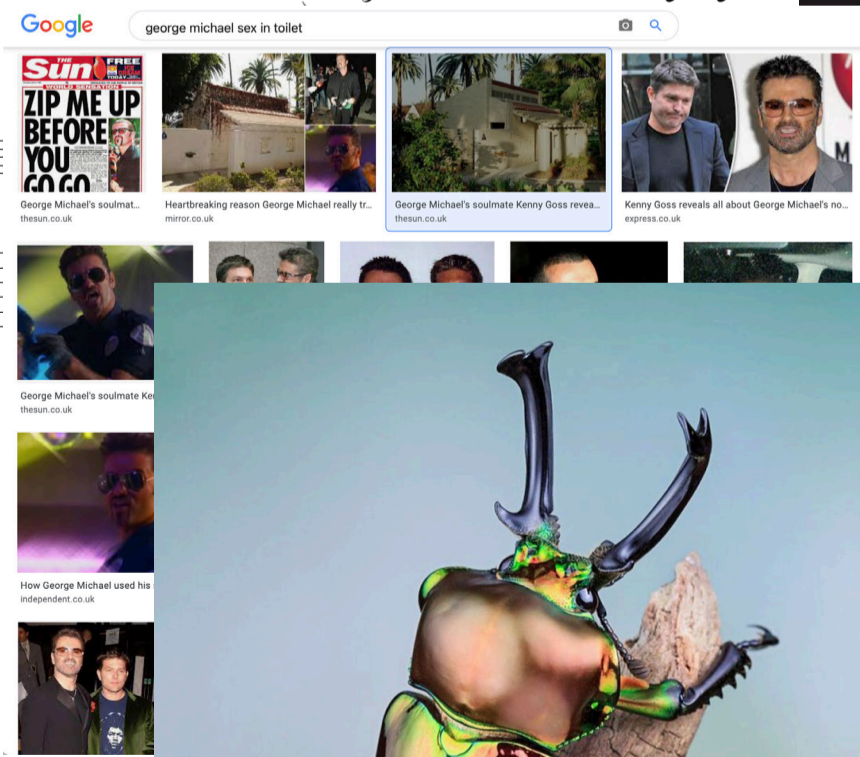 Google
george michael sex in toilet
THE
Sun
FREE
WORLD SENSATION
ZIP ME UP
BEFORE
YOU
GO GO
George Michael's soulmat...
thesun.co.uk
Heartbreaking reason George Michael really tr...
mirror.co.uk
George Michael's soulmate Kenny Goss revea...
thesun.co.uk
Kenny Goss reveals all about George Michael's no...
express.co.uk
George Michael's soulmate Ke
thesun.co.uk
How George Michael used his
independent.co.uk